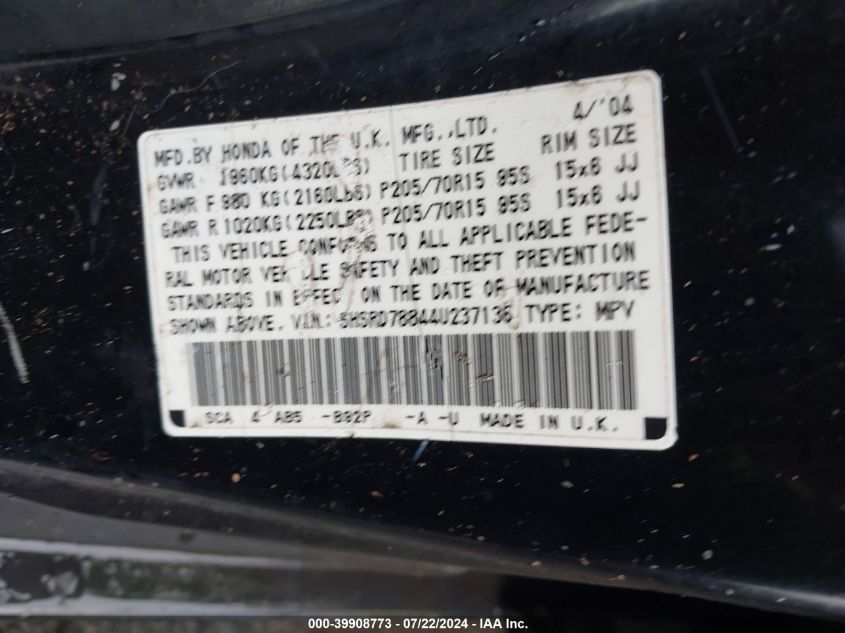 4/'04
MFD.BY HONDA OF THE U.K. MFG.,LTD.
GVWR 1960KG(4320LBS) TIRE SIZE RIM SIZE
GAWR F 980 KG(2160LBS) P205/70R15 95S 15x6 JJ
GAWR R 1020KG(2250LBS) P205/70R15 95S 15x6 JJ
THIS VEHICLE CONFORMS TO ALL APPLICABLE FEDE-
RAL MOTOR VEHICLE SAFETY AND THEFT PREVENTION
STANDARDS IN EFFECT ON THE DATE OF MANUFACTURE
SHOWN ABOVE. V.I.N.: SHSRD78844U237136 TYPE: MPV
SCA 4 AB5 -B92P -A -U MADE IN U.K.
000-39908773 - 07/22/2024 - IAA Inc.